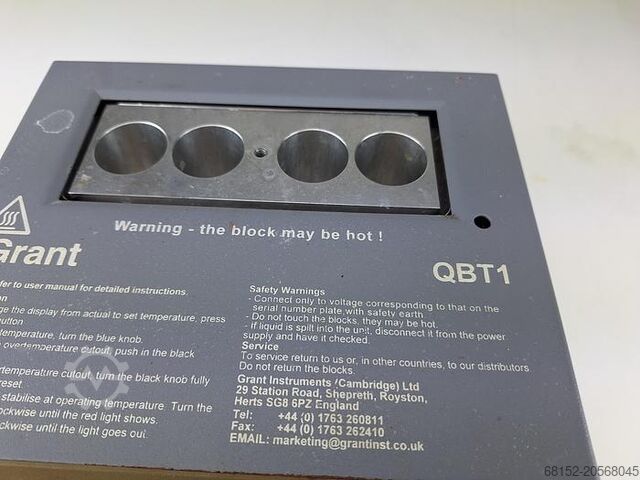 Warning - the block may be hot !
Grant
QBT1
refer to user manual for detailed instructions.
the display from actual to set temperature, press
button
temperature, turn the blue knob.
overtemperature cutout, push in the black
temperature cutout, turn the black knob fully
reset.
stabilise at operating temperature. Turn the
clockwise until the red light shows.
clockwise until the light goes out.
Safety Warnings
- Connect only to voltage corresponding to that on the
serial number plate, with safety earth.
- Do not touch the blocks, they may be hot.
- If liquid is spilt into the unit, disconnect it from the power
supply and have it checked.
Service
To service return to us or, in other countries, to our distributors
Do not return the blocks.
Grant Instruments (Cambridge) Ltd
29 Station Road, Shepreth, Royston,
Herts SG8 6PZ England
Tel: +44 (0) 1763 260811
Fax: +44 (0) 1763 262410
EMAIL: marketing@grantinst.co.uk
68152-20568045